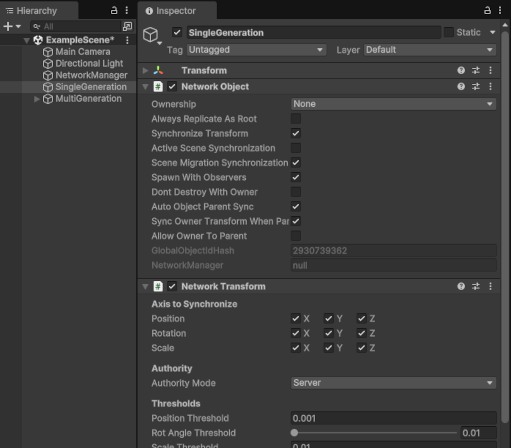 Hierarchy
All
ExampleScene*
Main Camera
Directional Light
NetworkManager
SingleGeneration
MultiGeneration
Inspector
SingleGeneration Static
Tag Untagged Layer Default
Transform
# Network Object
Ownership None
Always Replicate As Root
Synchronize Transform
Active Scene Synchronization
Scene Migration Synchronization
Spawn With Observers
Dont Destroy With Owner
Auto Object Parent Sync
Sync Owner Transform When Par
Allow Owner To Parent
GlobalObjectIdHash 2930739362
NetworkManager null
# Network Transform
Axis to Synchronize
Position X Y Z
Rotation X Y Z
Scale X Y Z
Authority
Authority Mode Server
Thresholds
Position Threshold 0.001
Rot Angle Threshold 0.01
Scale Threshold 0.01